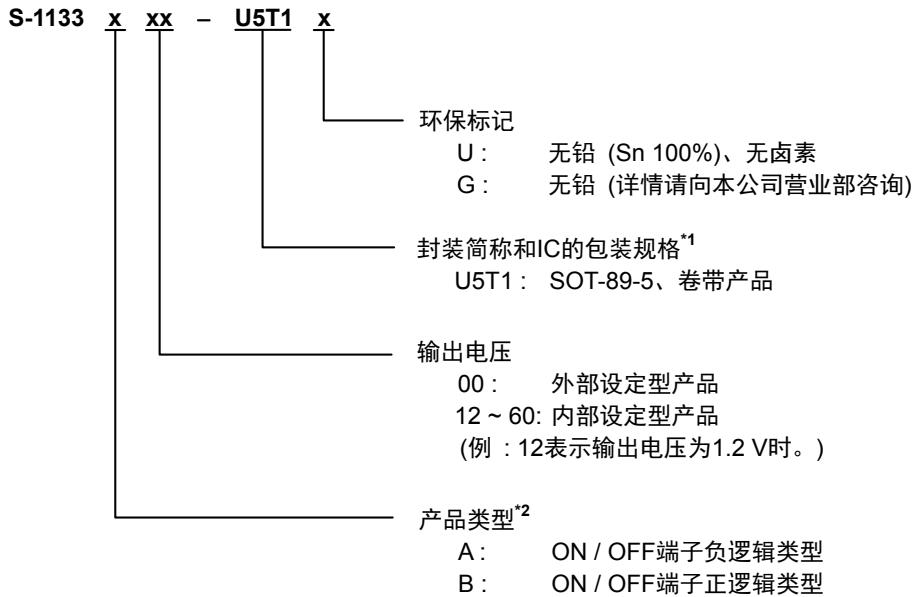 S-1133 x xx – U5T1 x
环保标记
U : 无铅 (Sn 100%)、无卤素
G : 无铅 (详情请向本公司营业部咨询)
封装简称和IC的包装规格*1
U5T1 : SOT-89-5、卷带产品
输出电压
00 : 外部设定型产品
12 ~ 60: 内部设定型产品
(例 : 12表示输出电压为1.2 V时。)
产品类型*2
A : ON / OFF端子负逻辑类型
B : ON / OFF端子正逻辑类型